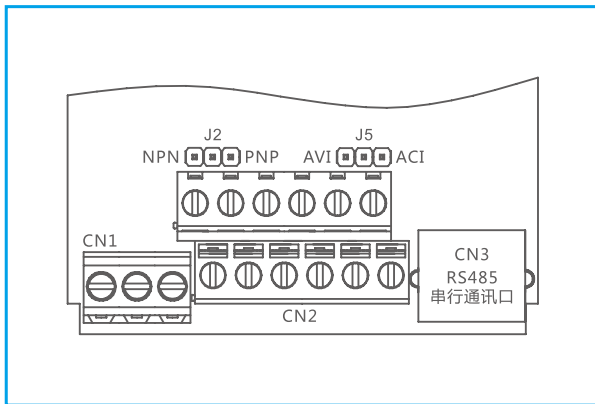 J2 J5
NPN PNP AVI ACI
CN1
CN3
RS485
串行通讯口
CN2